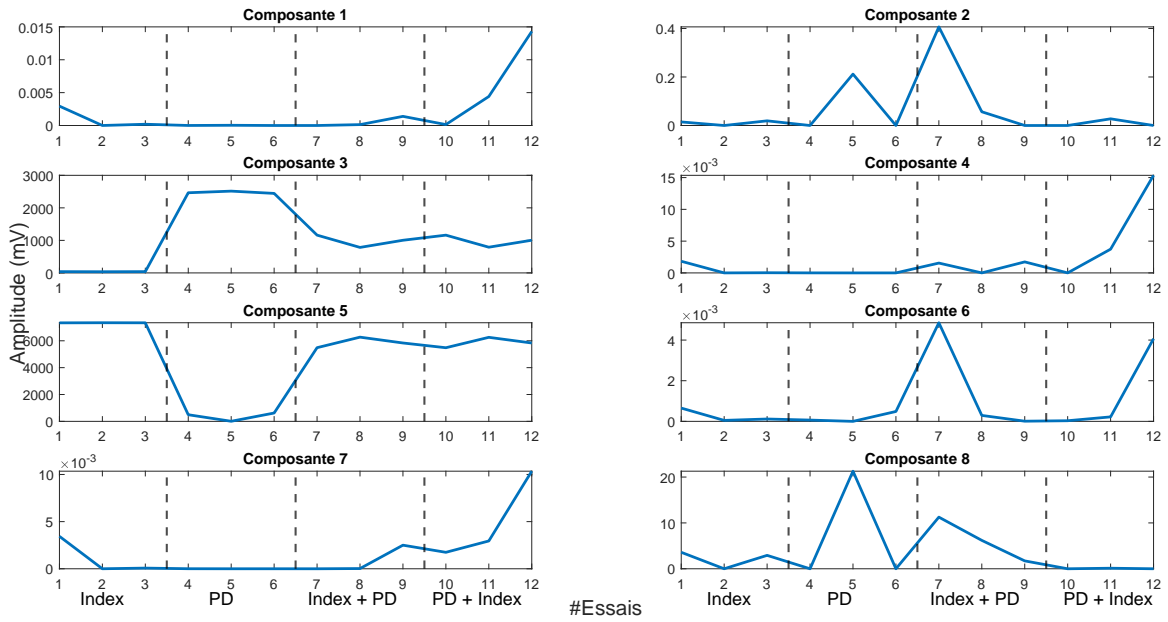 Composante 1
0.015
0.01
0.005
0
1 2 3 4 5 6 7 8 9 10 11 12
Composante 2
0.4
0.2
0
1 2 3 4 5 6 7 8 9 10 11 12
Composante 3
3000
2000
1000
0
1 2 3 4 5 6 7 8 9 10 11 12
Composante 4
×10⁻³
15
10
5
0
1 2 3 4 5 6 7 8 9 10 11 12
Amplitude (mV)
Composante 5
6000
4000
2000
0
1 2 3 4 5 6 7 8 9 10 11 12
Composante 6
×10⁻³
4
2
0
1 2 3 4 5 6 7 8 9 10 11 12
Composante 7
×10⁻³
10
5
0
1 2 3 4 5 6 7 8 9 10 11 12
Index PD Index + PD PD + Index
Composante 8
20
10
0
1 2 3 4 5 6 7 8 9 10 11 12
Index PD Index + PD PD + Index
#Essais